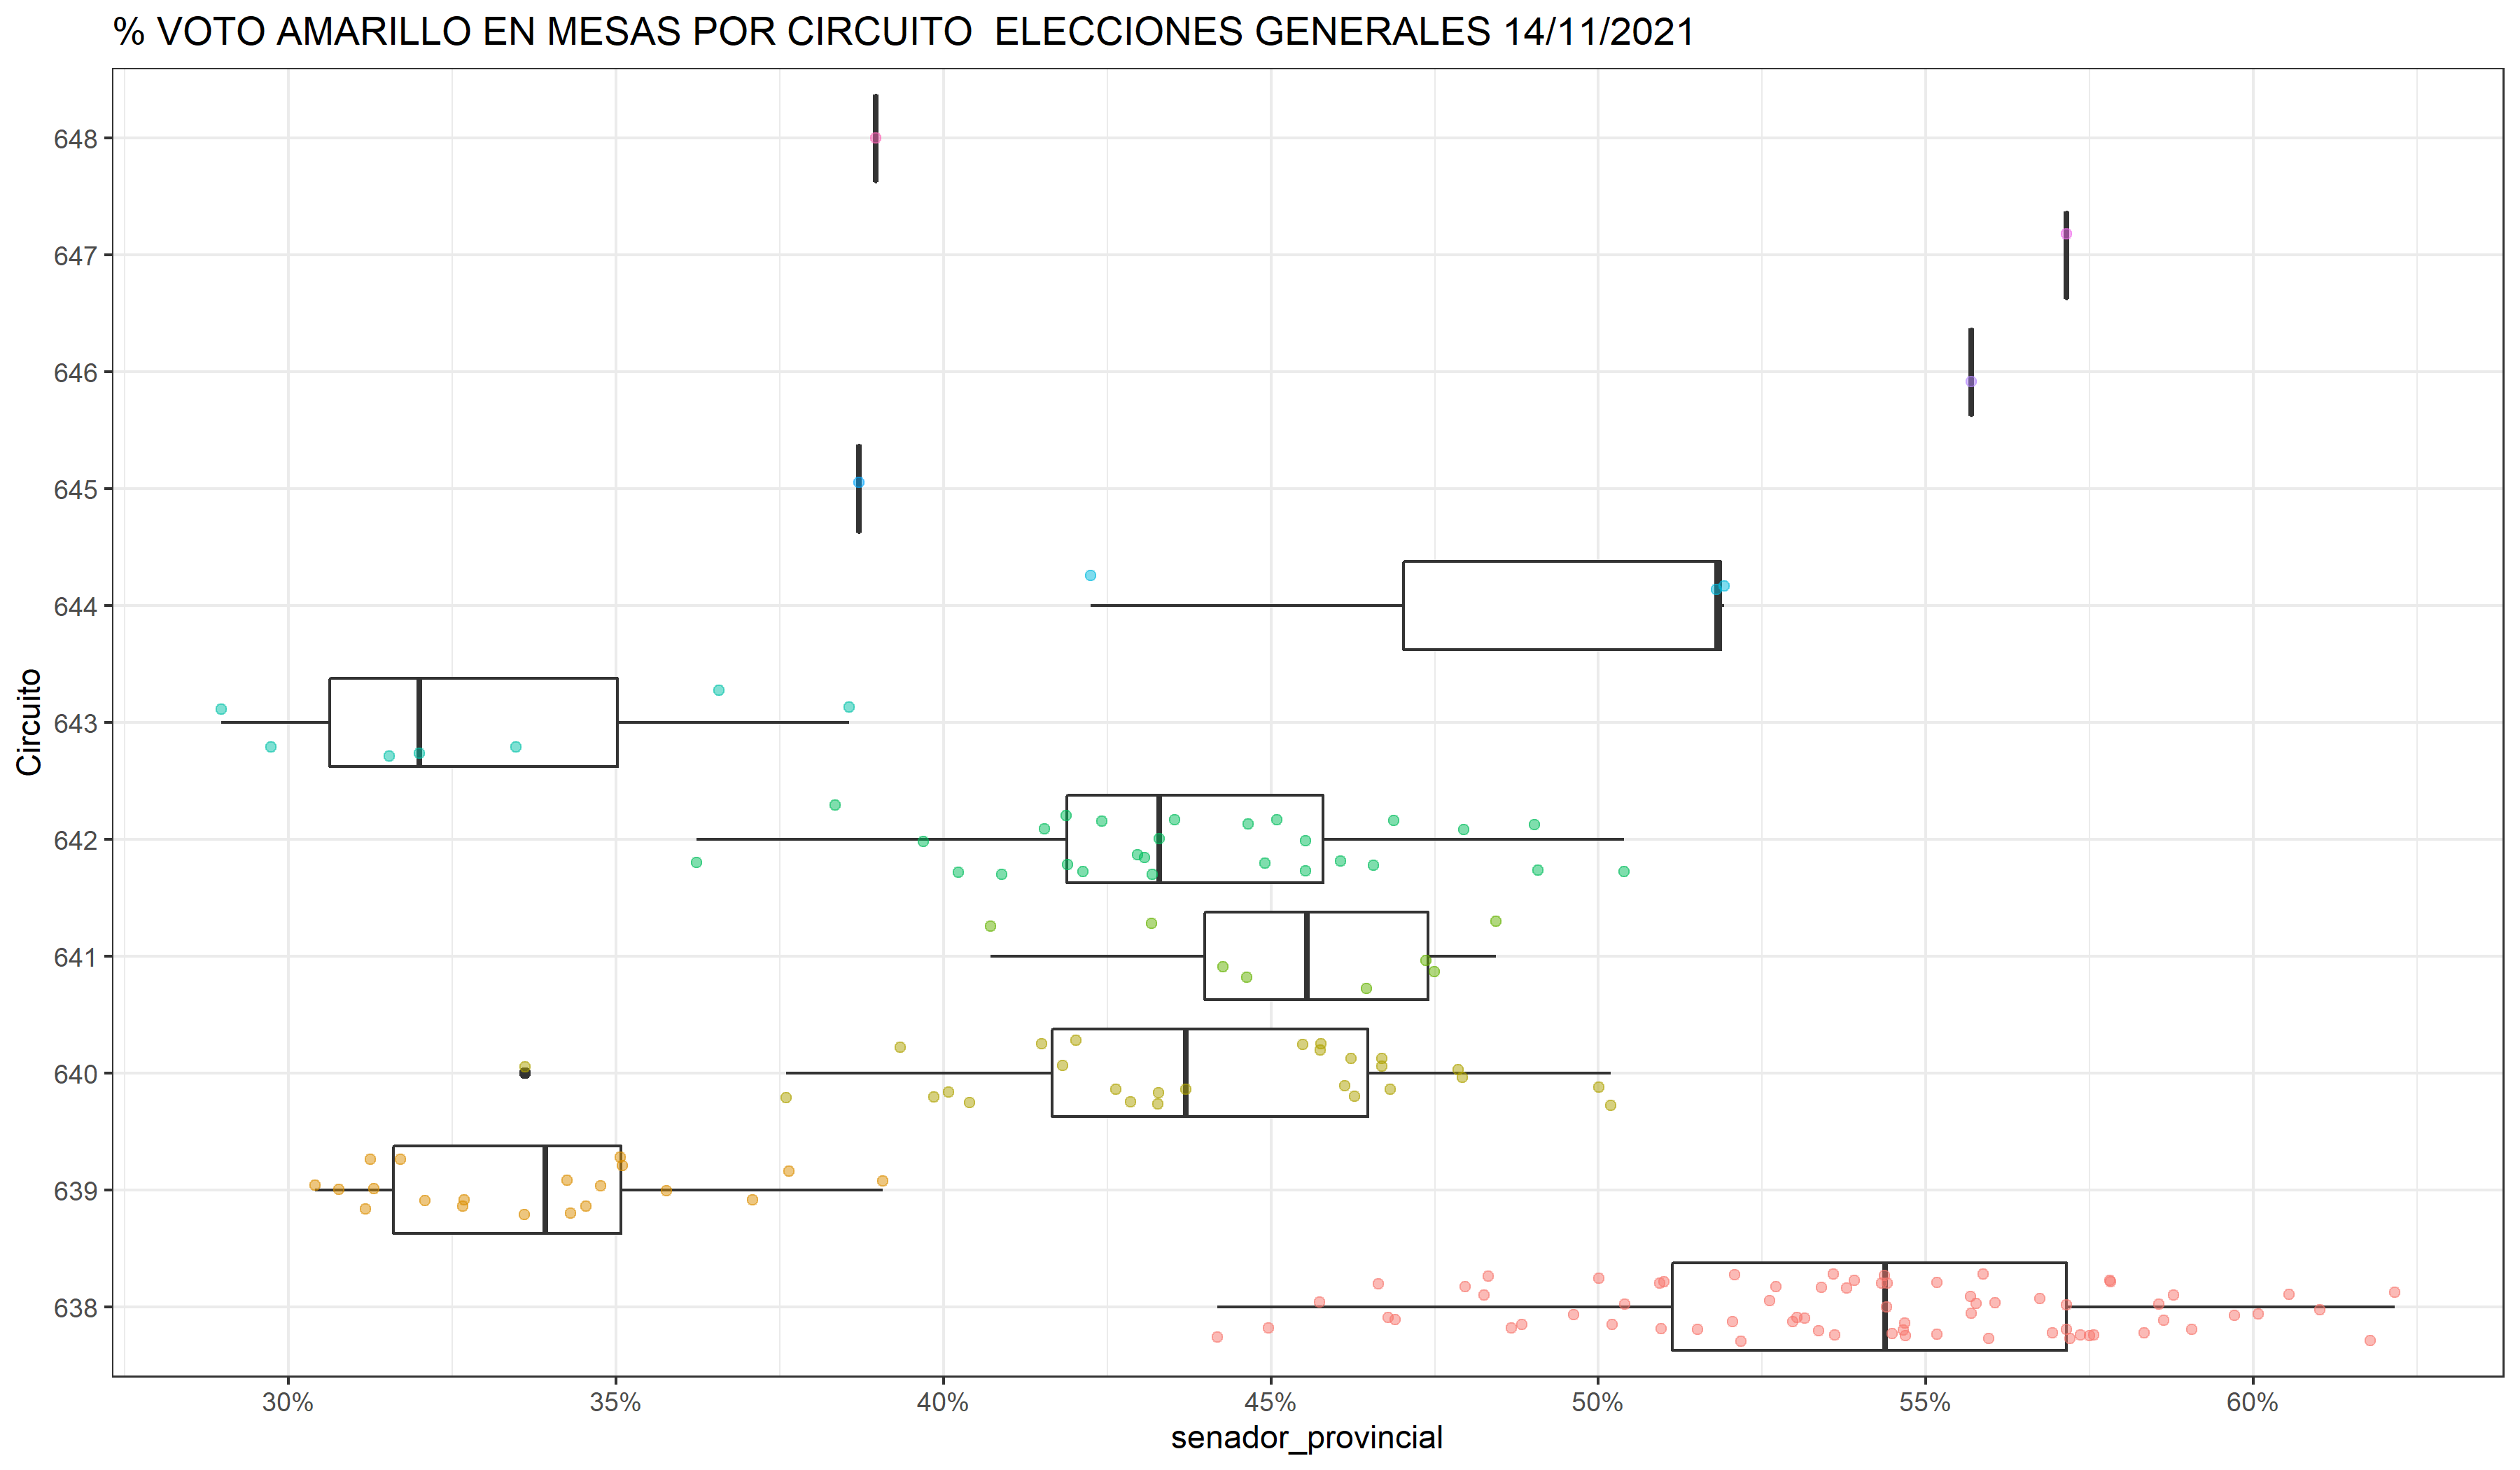 % VOTO AMARILLO EN MESAS POR CIRCUITO  ELECCIONES GENERALES 14/11/2021
Circuito
648
647
646
645
644
643
642
641
640
639
638
30% 35% 40% 45% 50% 55% 60%
senador_provincial